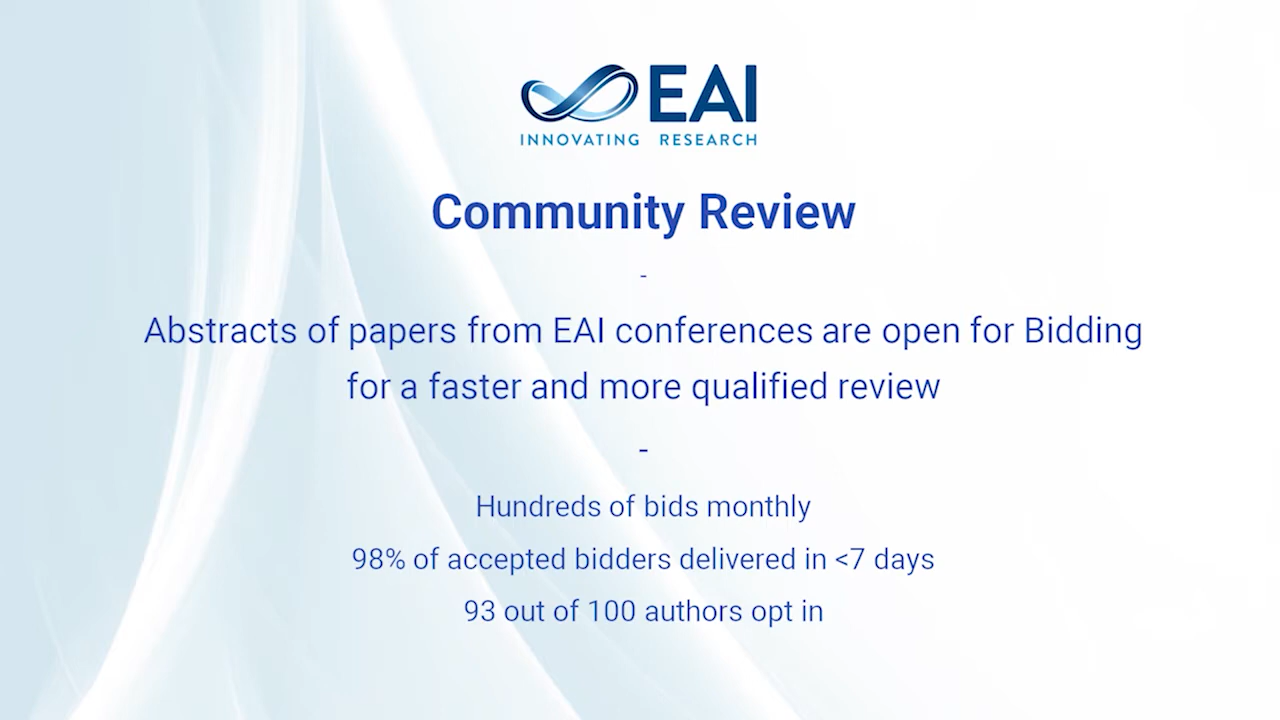 EAI
INNOVATING RESEARCH
Community Review
-
Abstracts of papers from EAI conferences are open for Bidding
for a faster and more qualified review
-
Hundreds of bids monthly
98% of accepted bidders delivered in <7 days
93 out of 100 authors opt in